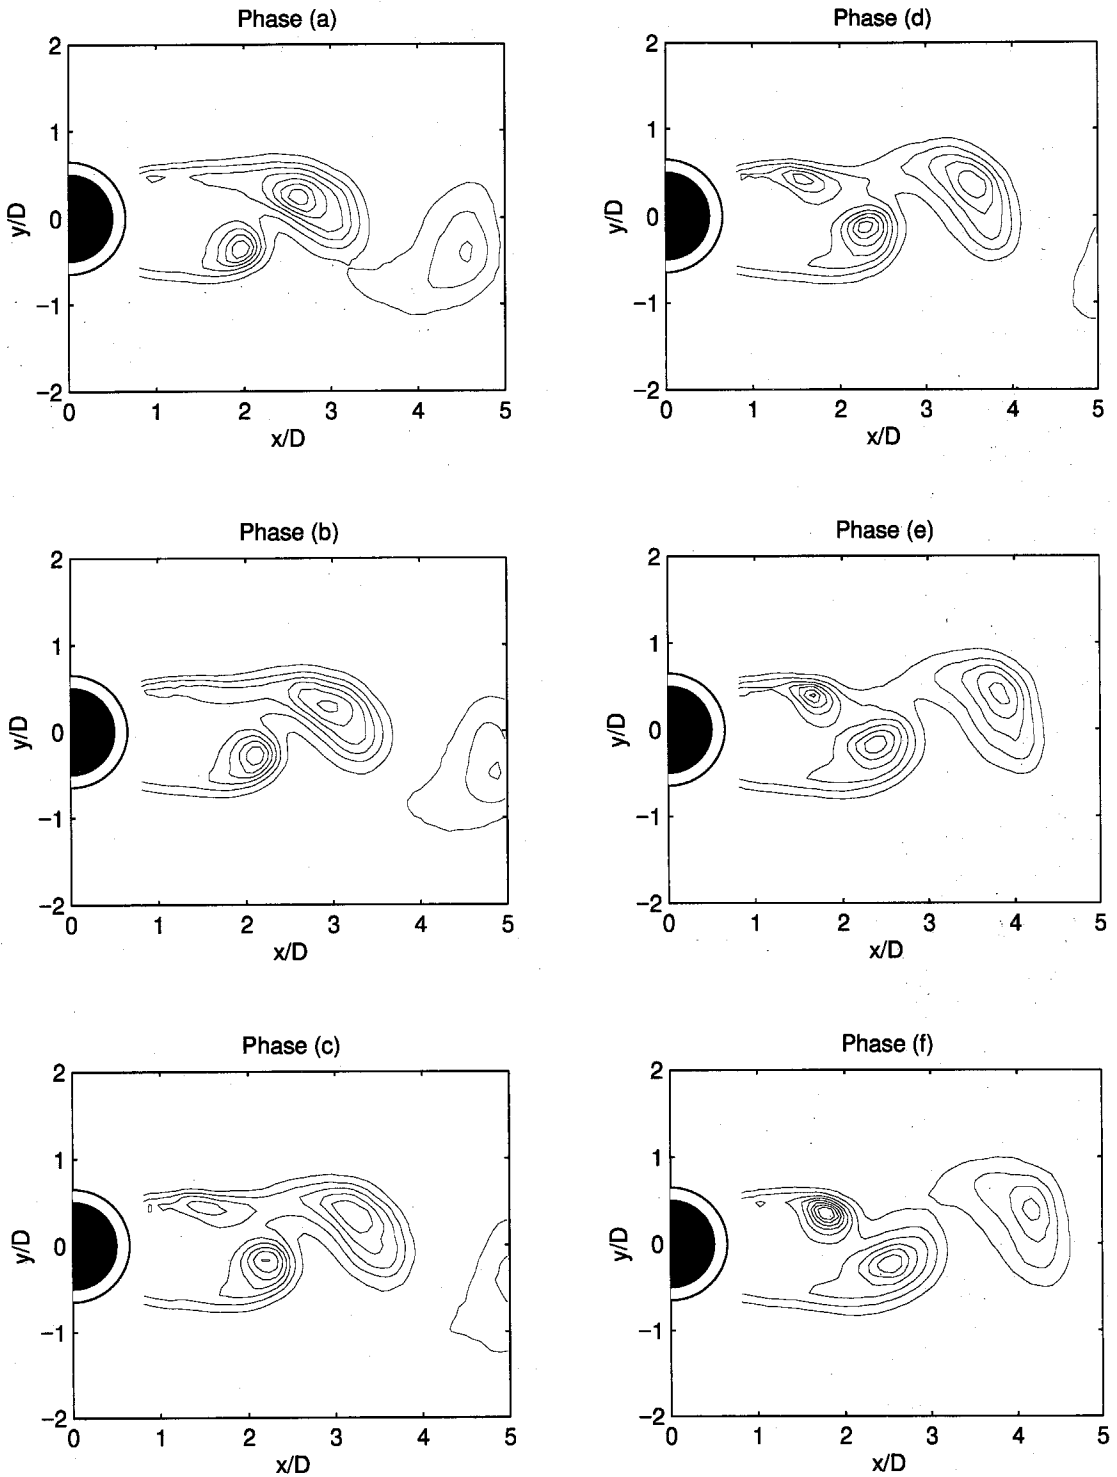 Phase (a)
2
1
0
−1
−2
y/D
0 1 2 3 4 5
x/D
Phase (d)
2
1
0
−1
−2
y/D
0 1 2 3 4 5
x/D
Phase (b)
2
1
0
−1
−2
y/D
0 1 2 3 4 5
x/D
Phase (e)
2
1
0
−1
−2
y/D
0 1 2 3 4 5
x/D
Phase (c)
2
1
0
−1
−2
y/D
0 1 2 3 4 5
x/D
Phase (f)
2
1
0
−1
−2
y/D
0 1 2 3 4 5
x/D